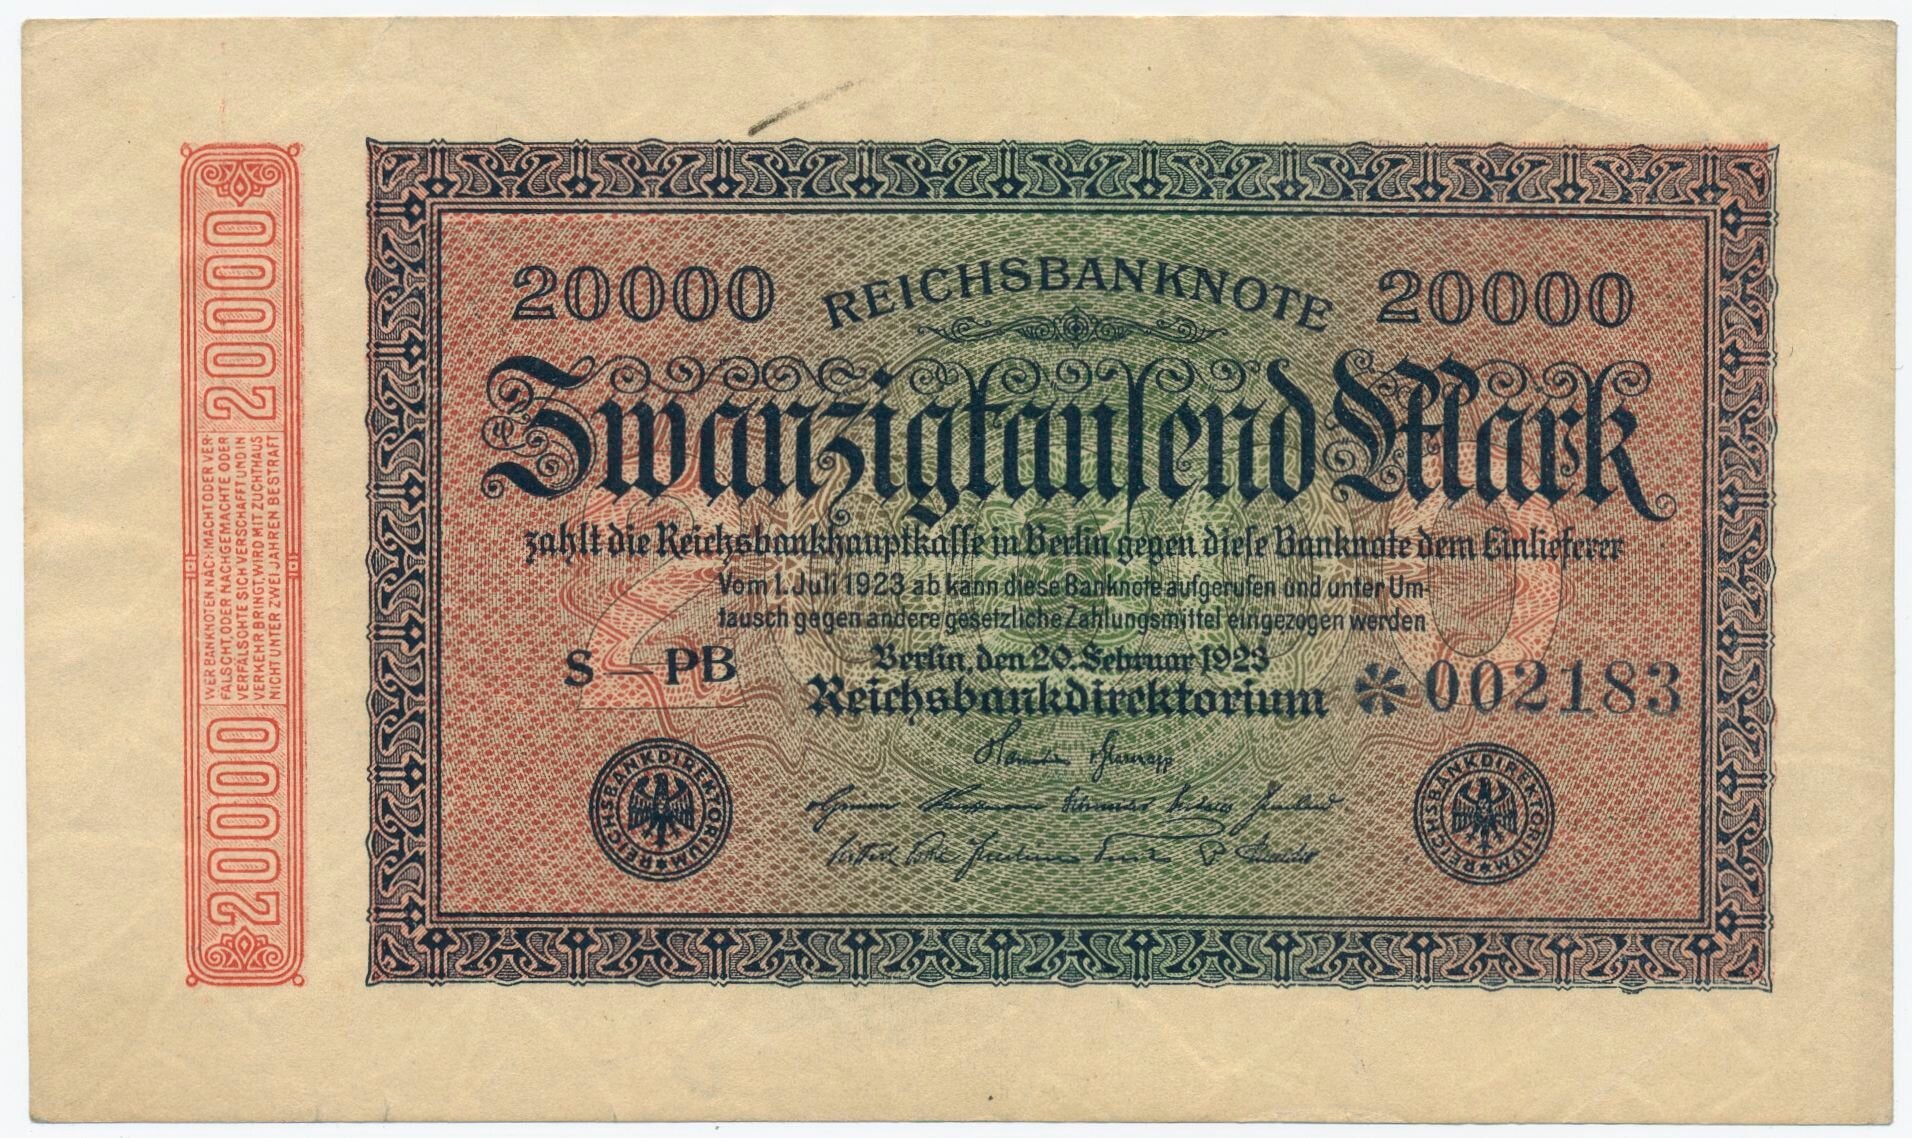 20000
REICHSBANKNOTE
20000
Zwanzigtausend Mark
zahlt die Reichsbankhauptkasse in Berlin gegen diese Banknote dem Einlieferer
Vom 1. Juli 1923 ab kann diese Banknote aufgerufen und unter Um-
tausch gegen andere gesetzliche Zahlungsmittel eingezogen werden
Berlin, den 20. Februar 1923
S – PB
Reichsbankdirektorium
*002183
REICHSBANKDIREKTORIUM
REICHSBANKDIREKTORIUM
20000
WER BANKNOTEN NACHMACHT ODER VER-
FÄLSCHT, ODER NACHGEMACHTE ODER
VERFÄLSCHTE SICH VERSCHAFFT UND IN
VERKEHR BRINGT, WIRD MIT ZUCHTHAUS
NICHT UNTER ZWEI JAHREN BESTRAFT
20000
20000